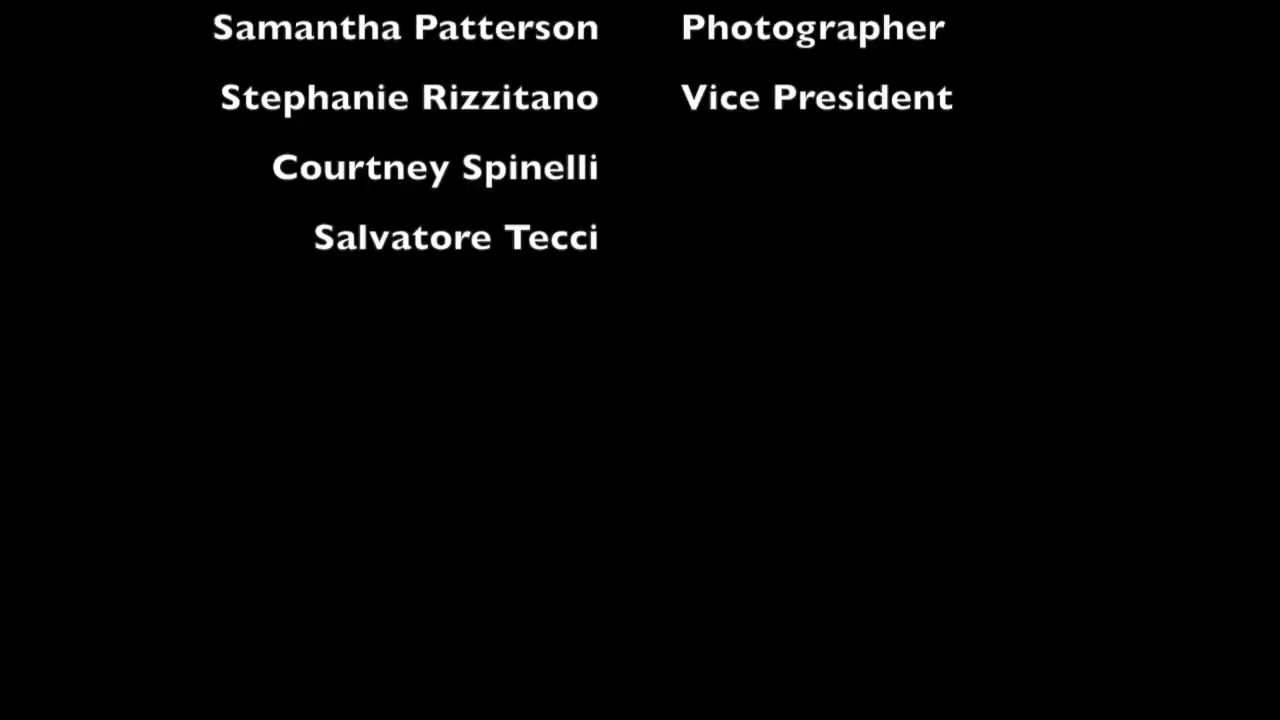 Samantha Patterson Photographer
Stephanie Rizzitano Vice President
Courtney Spinelli
Salvatore Tecci